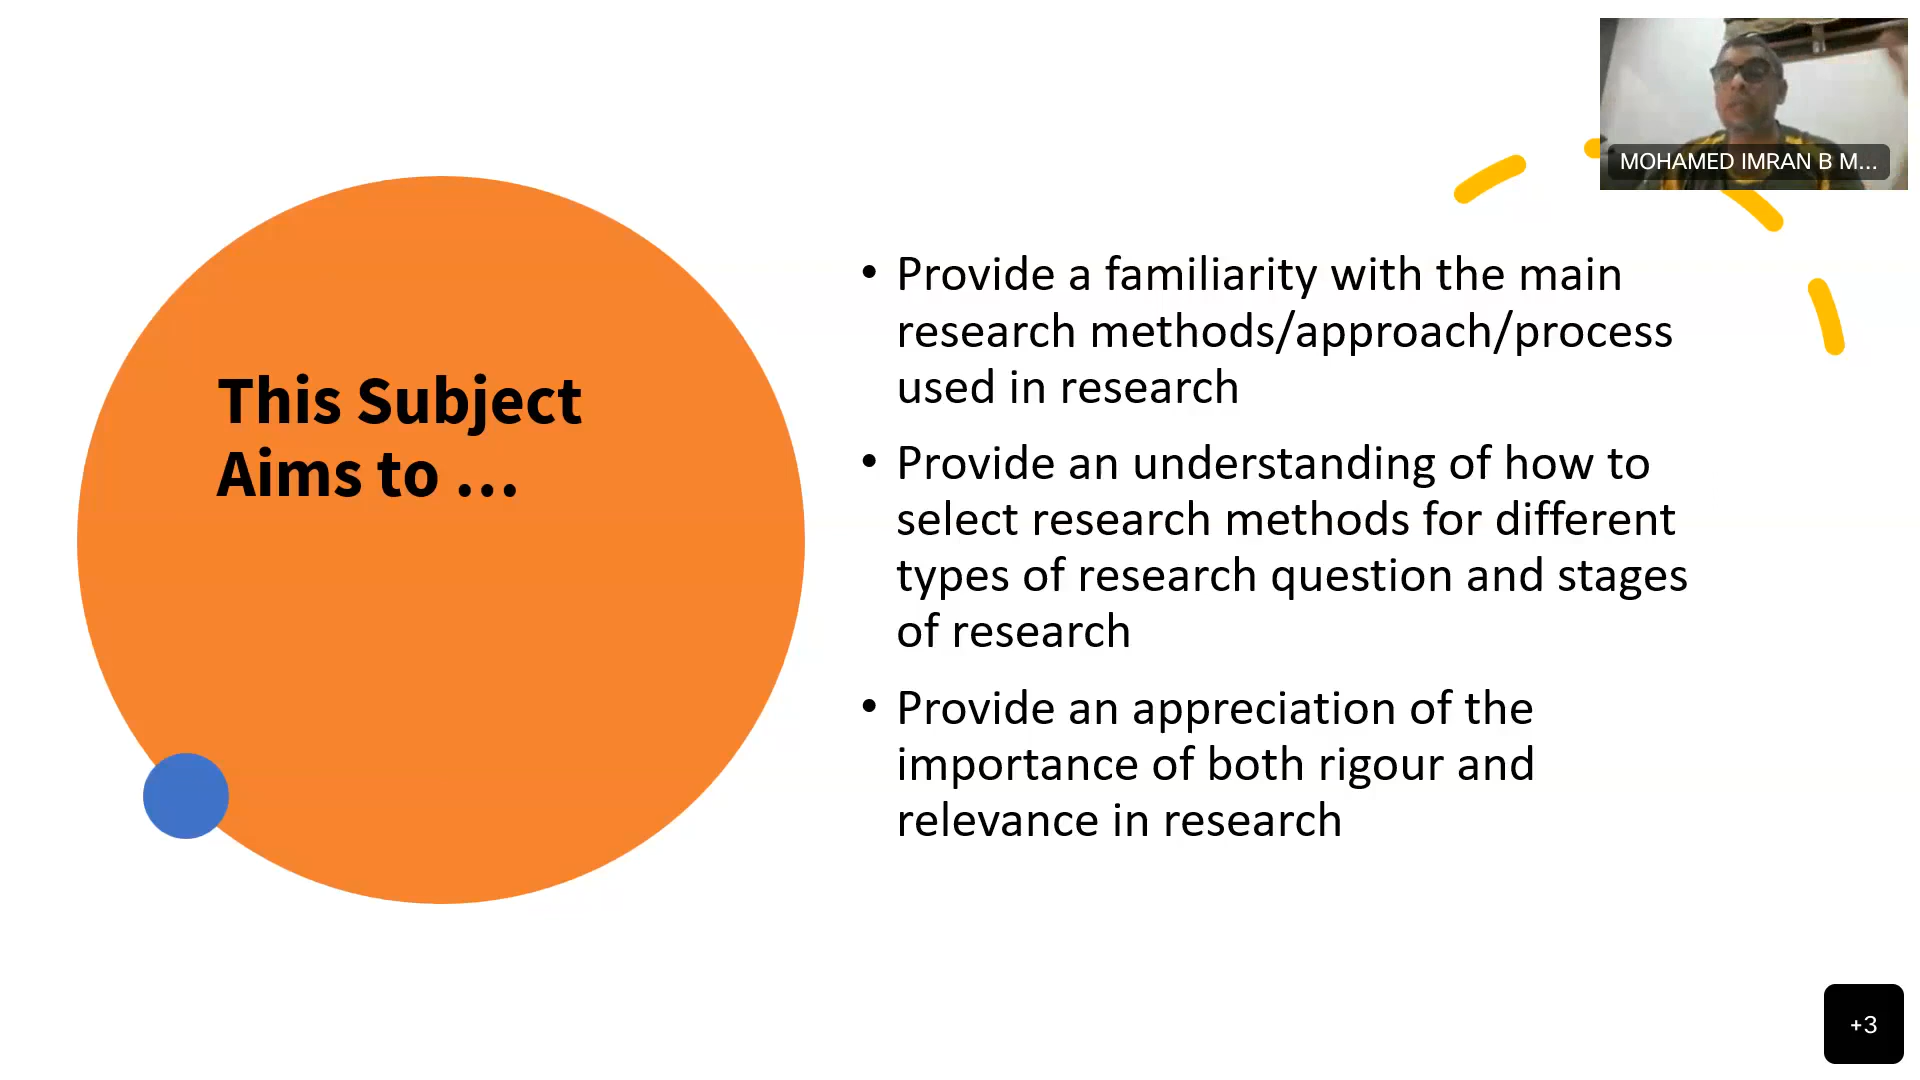 MOHAMED IMRAN B M...
This Subject
Aims to ...
• Provide a familiarity with the main
research methods/approach/process
used in research
• Provide an understanding of how to
select research methods for different
types of research question and stages
of research
• Provide an appreciation of the
importance of both rigour and
relevance in research
+3